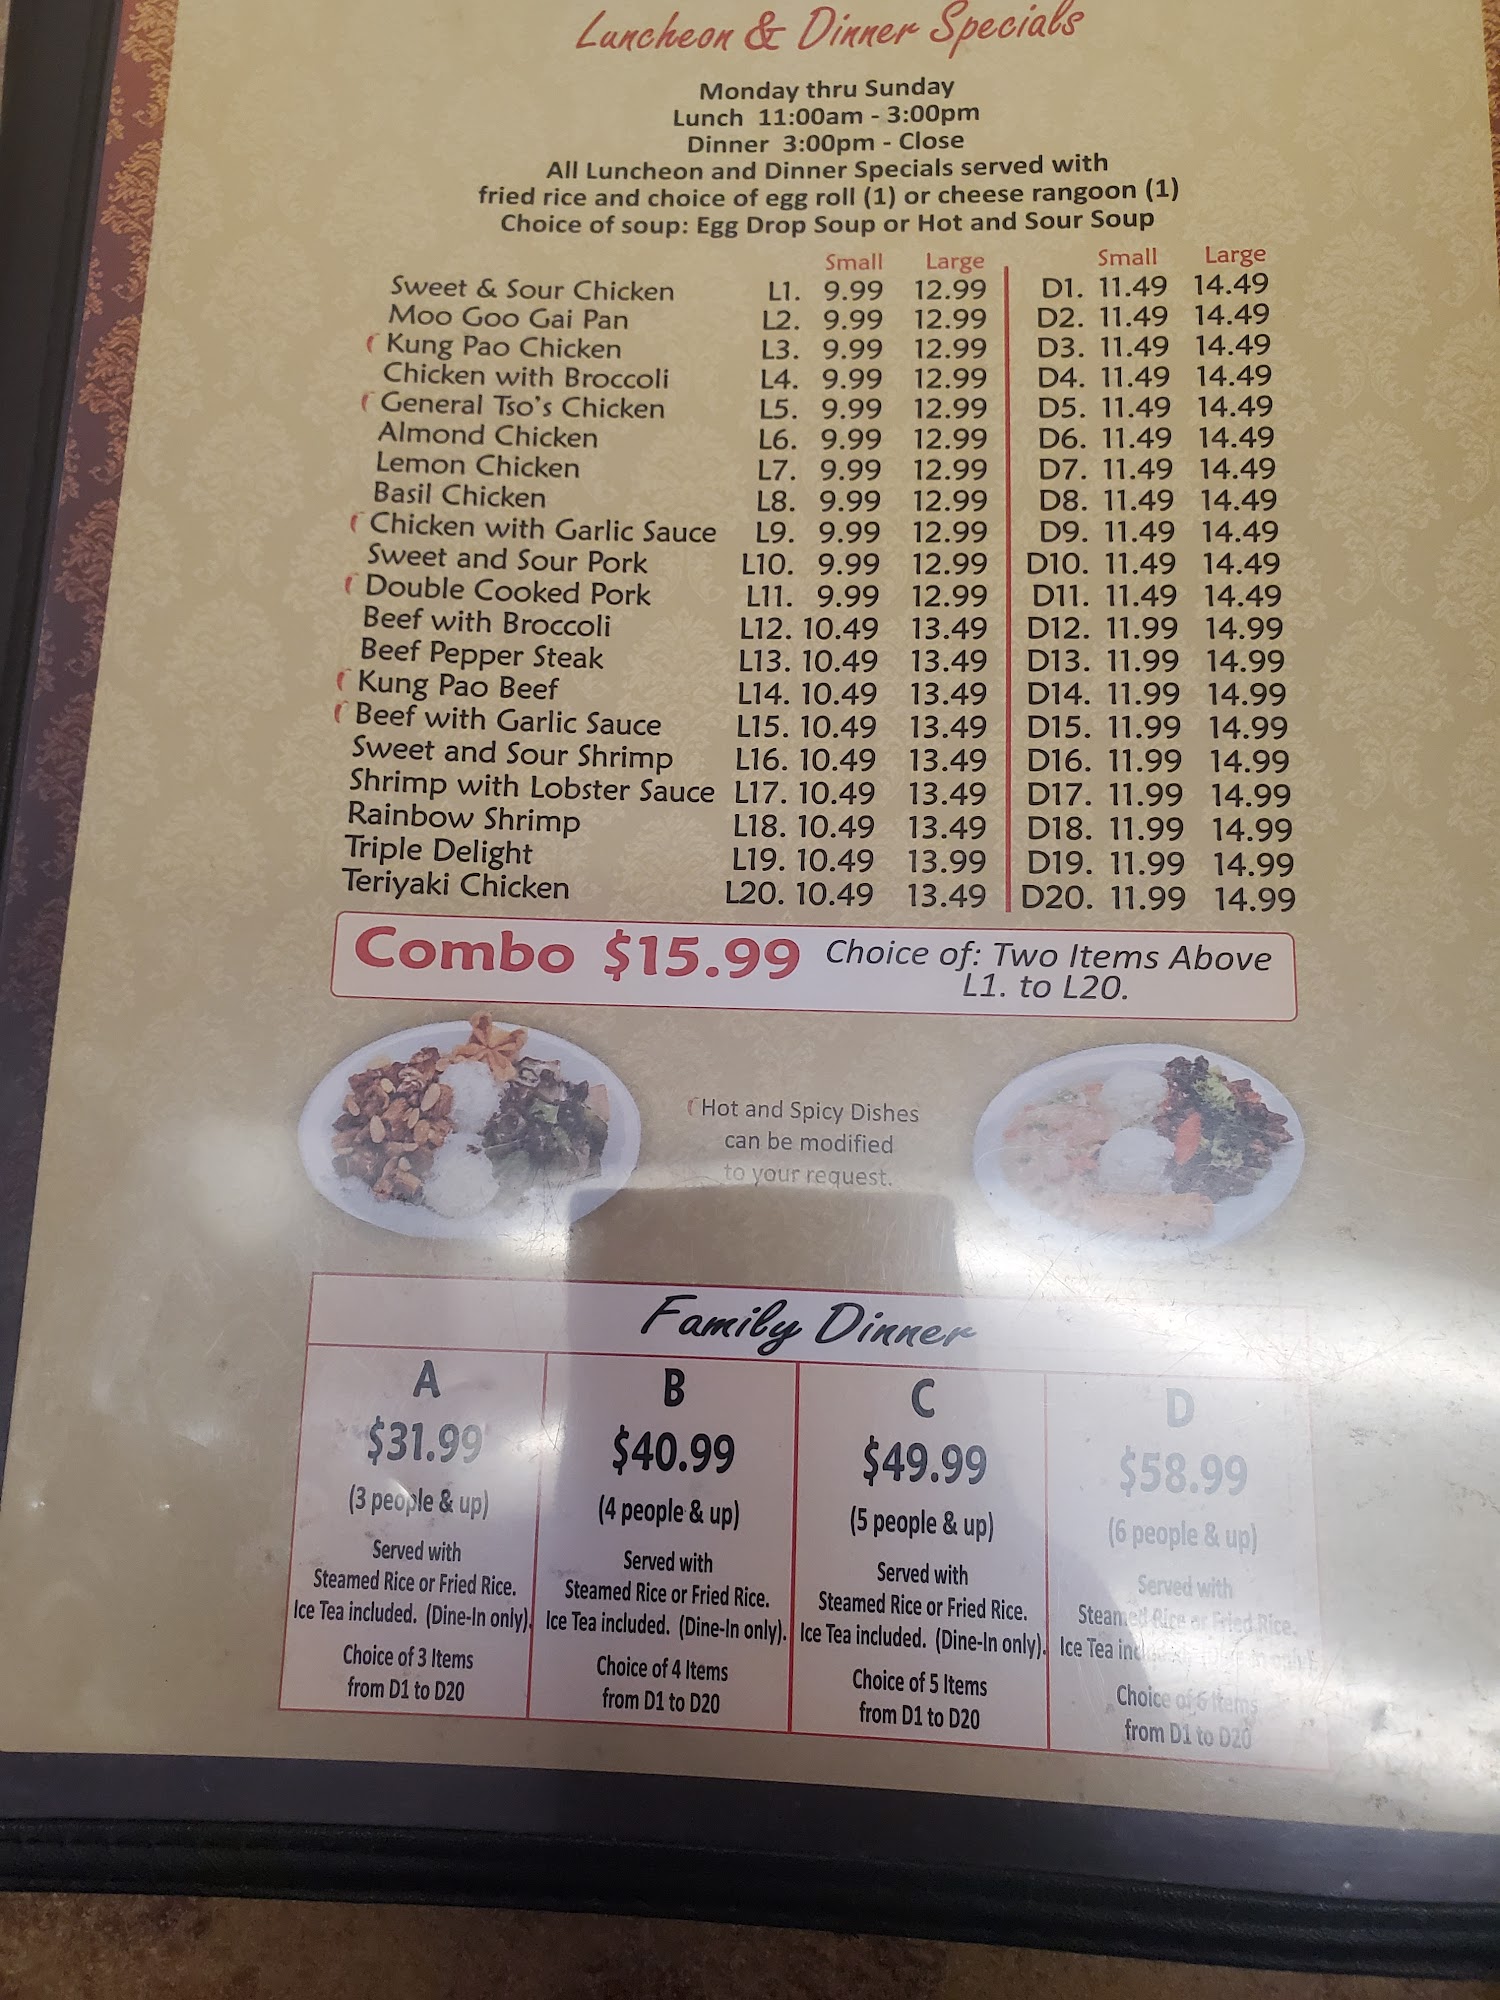 Luncheon & Dinner Specials
Monday thru Sunday
Lunch 11:00am - 3:00pm
Dinner 3:00pm - Close
All Luncheon and Dinner Specials served with
fried rice and choice of egg roll (1) or cheese rangoon (1)
Choice of soup: Egg Drop Soup or Hot and Sour Soup
Small Large Small Large
Sweet & Sour Chicken L1. 9.99 12.99 D1. 11.49 14.49
Moo Goo Gai Pan L2. 9.99 12.99 D2. 11.49 14.49
Kung Pao Chicken L3. 9.99 12.99 D3. 11.49 14.49
Chicken with Broccoli L4. 9.99 12.99 D4. 11.49 14.49
General Tso's Chicken L5. 9.99 12.99 D5. 11.49 14.49
Almond Chicken L6. 9.99 12.99 D6. 11.49 14.49
Lemon Chicken L7. 9.99 12.99 D7. 11.49 14.49
Basil Chicken L8. 9.99 12.99 D8. 11.49 14.49
Chicken with Garlic Sauce L9. 9.99 12.99 D9. 11.49 14.49
Sweet and Sour Pork L10. 9.99 12.99 D10. 11.49 14.49
Double Cooked Pork L11. 9.99 12.99 D11. 11.49 14.49
Beef with Broccoli L12. 10.49 13.49 D12. 11.99 14.99
Beef Pepper Steak L13. 10.49 13.49 D13. 11.99 14.99
Kung Pao Beef L14. 10.49 13.49 D14. 11.99 14.99
Beef with Garlic Sauce L15. 10.49 13.49 D15. 11.99 14.99
Sweet and Sour Shrimp L16. 10.49 13.49 D16. 11.99 14.99
Shrimp with Lobster Sauce L17. 10.49 13.49 D17. 11.99 14.99
Rainbow Shrimp L18. 10.49 13.49 D18. 11.99 14.99
Triple Delight L19. 10.49 13.99 D19. 11.99 14.99
Teriyaki Chicken L20. 10.49 13.49 D20. 11.99 14.99
Combo $15.99 Choice of: Two Items Above
L1. to L20.
Hot and Spicy Dishes
can be modified
to your request.
Family Dinner
A
$31.99
(3 people & up)
Served with
Steamed Rice or Fried Rice.
Ice Tea included. (Dine-In only).
Choice of 3 Items
from D1 to D20
B
$40.99
(4 people & up)
Served with
Steamed Rice or Fried Rice.
Ice Tea included. (Dine-In only).
Choice of 4 Items
from D1 to D20
C
$49.99
(5 people & up)
Served with
Steamed Rice or Fried Rice.
Ice Tea included. (Dine-In only).
Choice of 5 Items
from D1 to D20
D
$58.99
(6 people & up)
Served with
Steamed Rice or Fried Rice.
Ice Tea included. (Dine-In only).
Choice of 6 Items
from D1 to D20